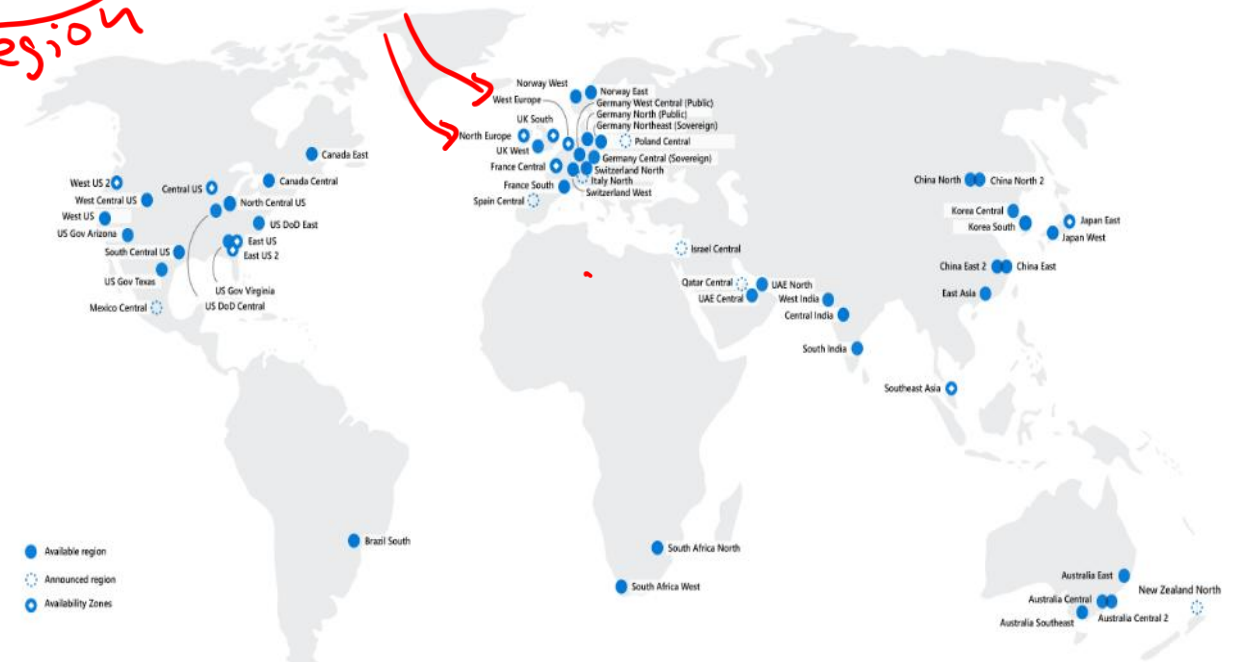 region
Norway West
Norway East
West Europe
Germany West Central (Public)
Germany North (Public)
UK South
Germany Northeast (Sovereign)
North Europe
Poland Central
UK West
Germany Central (Sovereign)
France Central
Switzerland North
Italy North
France South
Switzerland West
Spain Central
Canada East
Canada Central
West US 2
Central US
West Central US
North Central US
West US
US DoD East
US Gov Arizona
East US
South Central US
East US 2
US Gov Texas
US Gov Virginia
US DoD Central
Mexico Central
Israel Central
Qatar Central
UAE North
UAE Central
West India
Central India
South India
China North
China North 2
Korea Central
Korea South
Japan East
Japan West
China East 2
China East
East Asia
Southeast Asia
Brazil South
South Africa North
South Africa West
Australia East
New Zealand North
Australia Central
Australia Central 2
Australia Southeast
Available region
Announced region
Availability Zones